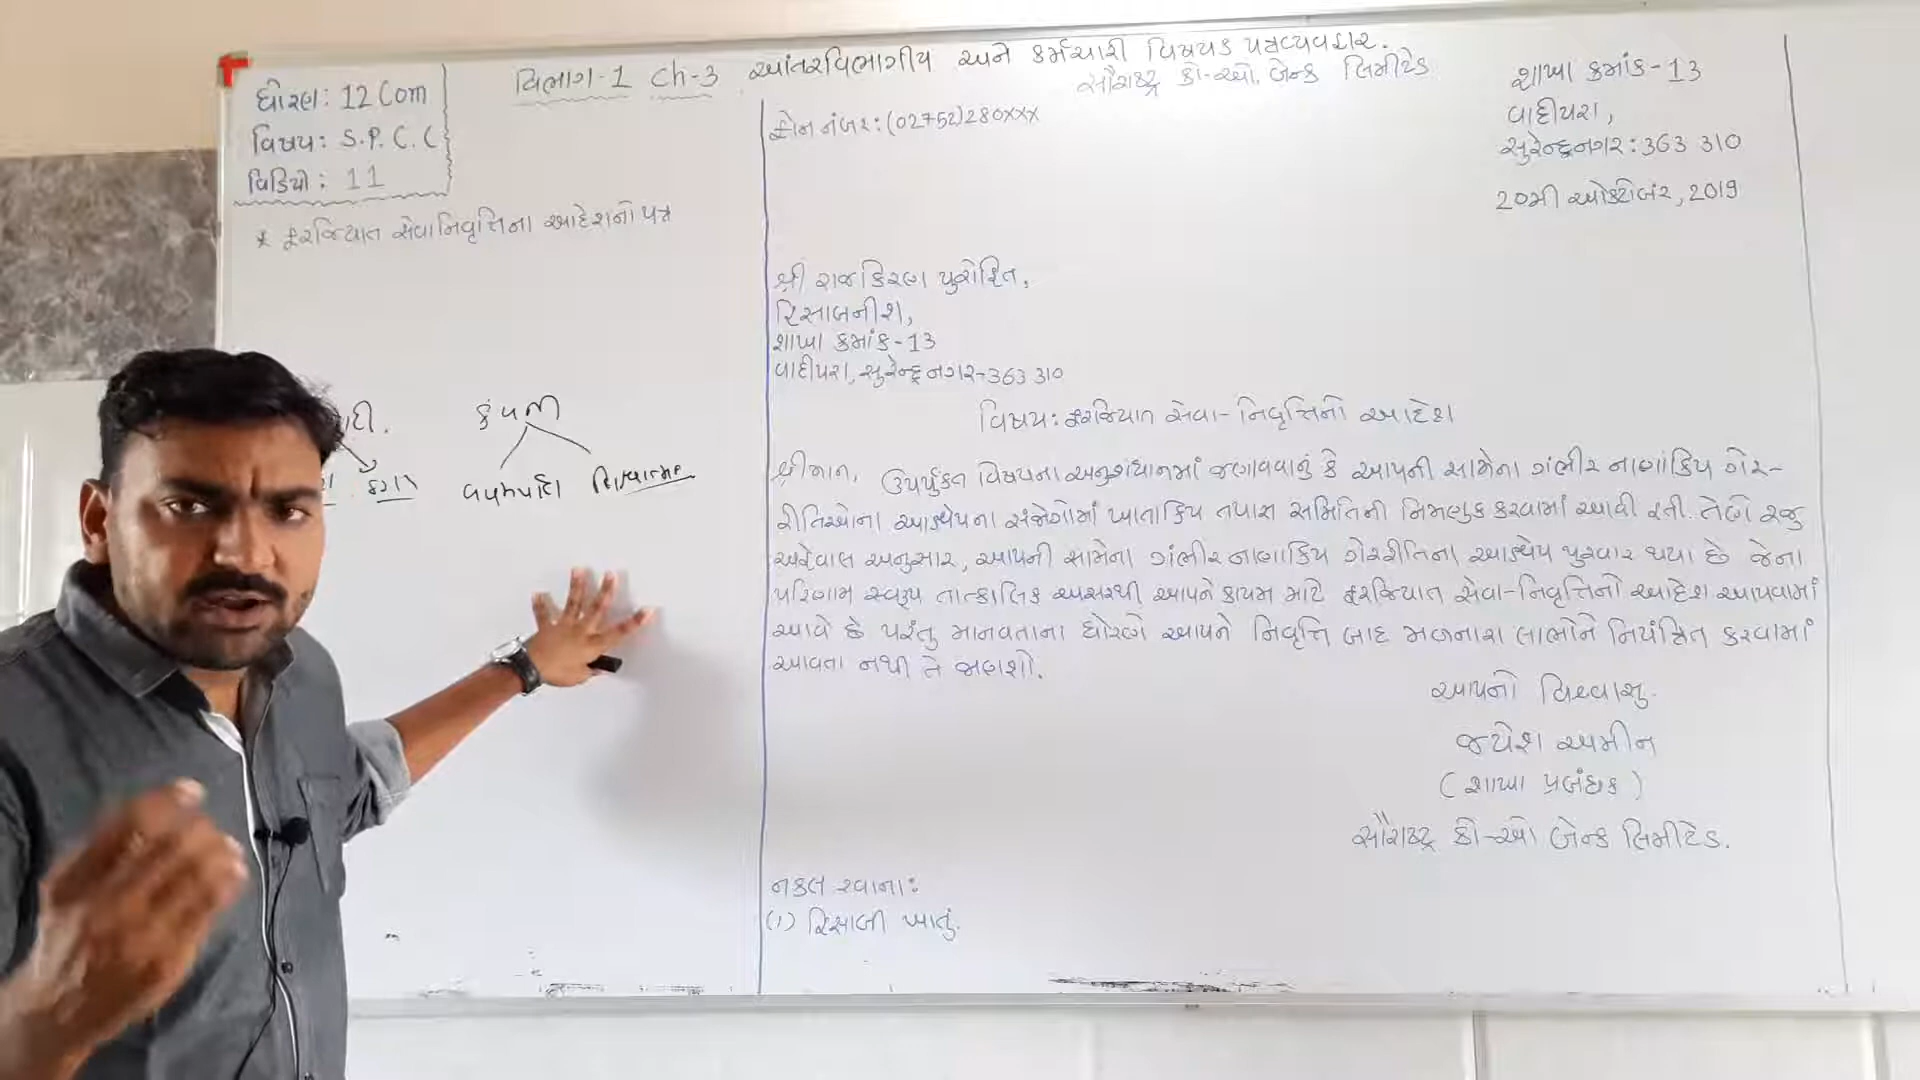 ધોરણ: 12 Com
વિષય: S.P.C.C
વિડિયો: 11
વિભાગ-1 Ch-3 આંતરવિભાગીય અને કર્મચારી વિષયક પત્રવ્યવહાર.
* ફરજિયાત સેવાનિવૃત્તિના આદેશનો પત્ર
કંપની
વયમર્યાદા
સૌરાષ્ટ્ર કો-ઓ. બેન્ક લિમીટેડ
ફોન નંબર: (02752)280xxx
શાખા ક્રમાંક-13
વાદીપરા,
સુરેન્દ્રનગર: 363 310
20મી ઓક્ટોબર, 2019
શ્રી રાજકિરણ પુરોહિત,
હિસાબનીશ,
શાખા ક્રમાંક-13
વાદીપરા, સુરેન્દ્રનગર-363 310
વિષય: ફરજિયાત સેવા-નિવૃત્તિનો આદેશ
શ્રીમાન, ઉપર્યુકત વિષયના અનુસંધાનમાં જણાવવાનું કે આપની સામેના ગંભીર નાણાંકિય ગેર-
રીતિઓના આક્ષેપના સંજોગોમાં ખાતાકિય તપાસ સમિતિની નિમણુક કરવામાં આવી હતી. તેણે રજુ
અહેવાલ અનુસાર, આપની સામેના ગંભીર નાણાકિય ગેરરીતિના આક્ષેપ પુરવાર થયા છે જેના
પરિણામ સ્વરૂપ તાત્કાલિક અસરથી આપને કાયમ માટે ફરજિયાત સેવા-નિવૃત્તિનો આદેશ આપવામાં
આવે છે પરંતુ માનવતાના ધોરણે આપને નિવૃત્તિ બાદ મળનારા લાભોને નિયંત્રિત કરવામાં
આવતા નથી તે જાણશો.
આપનો વિશ્વાસુ.
જયેશ અમીન
(શાખા પ્રબંધક)
સૌરાષ્ટ્ર કો-ઓ બેન્ક લિમીટેડ.
નકલ રવાના:
(1) હિસાબી ખાતું.